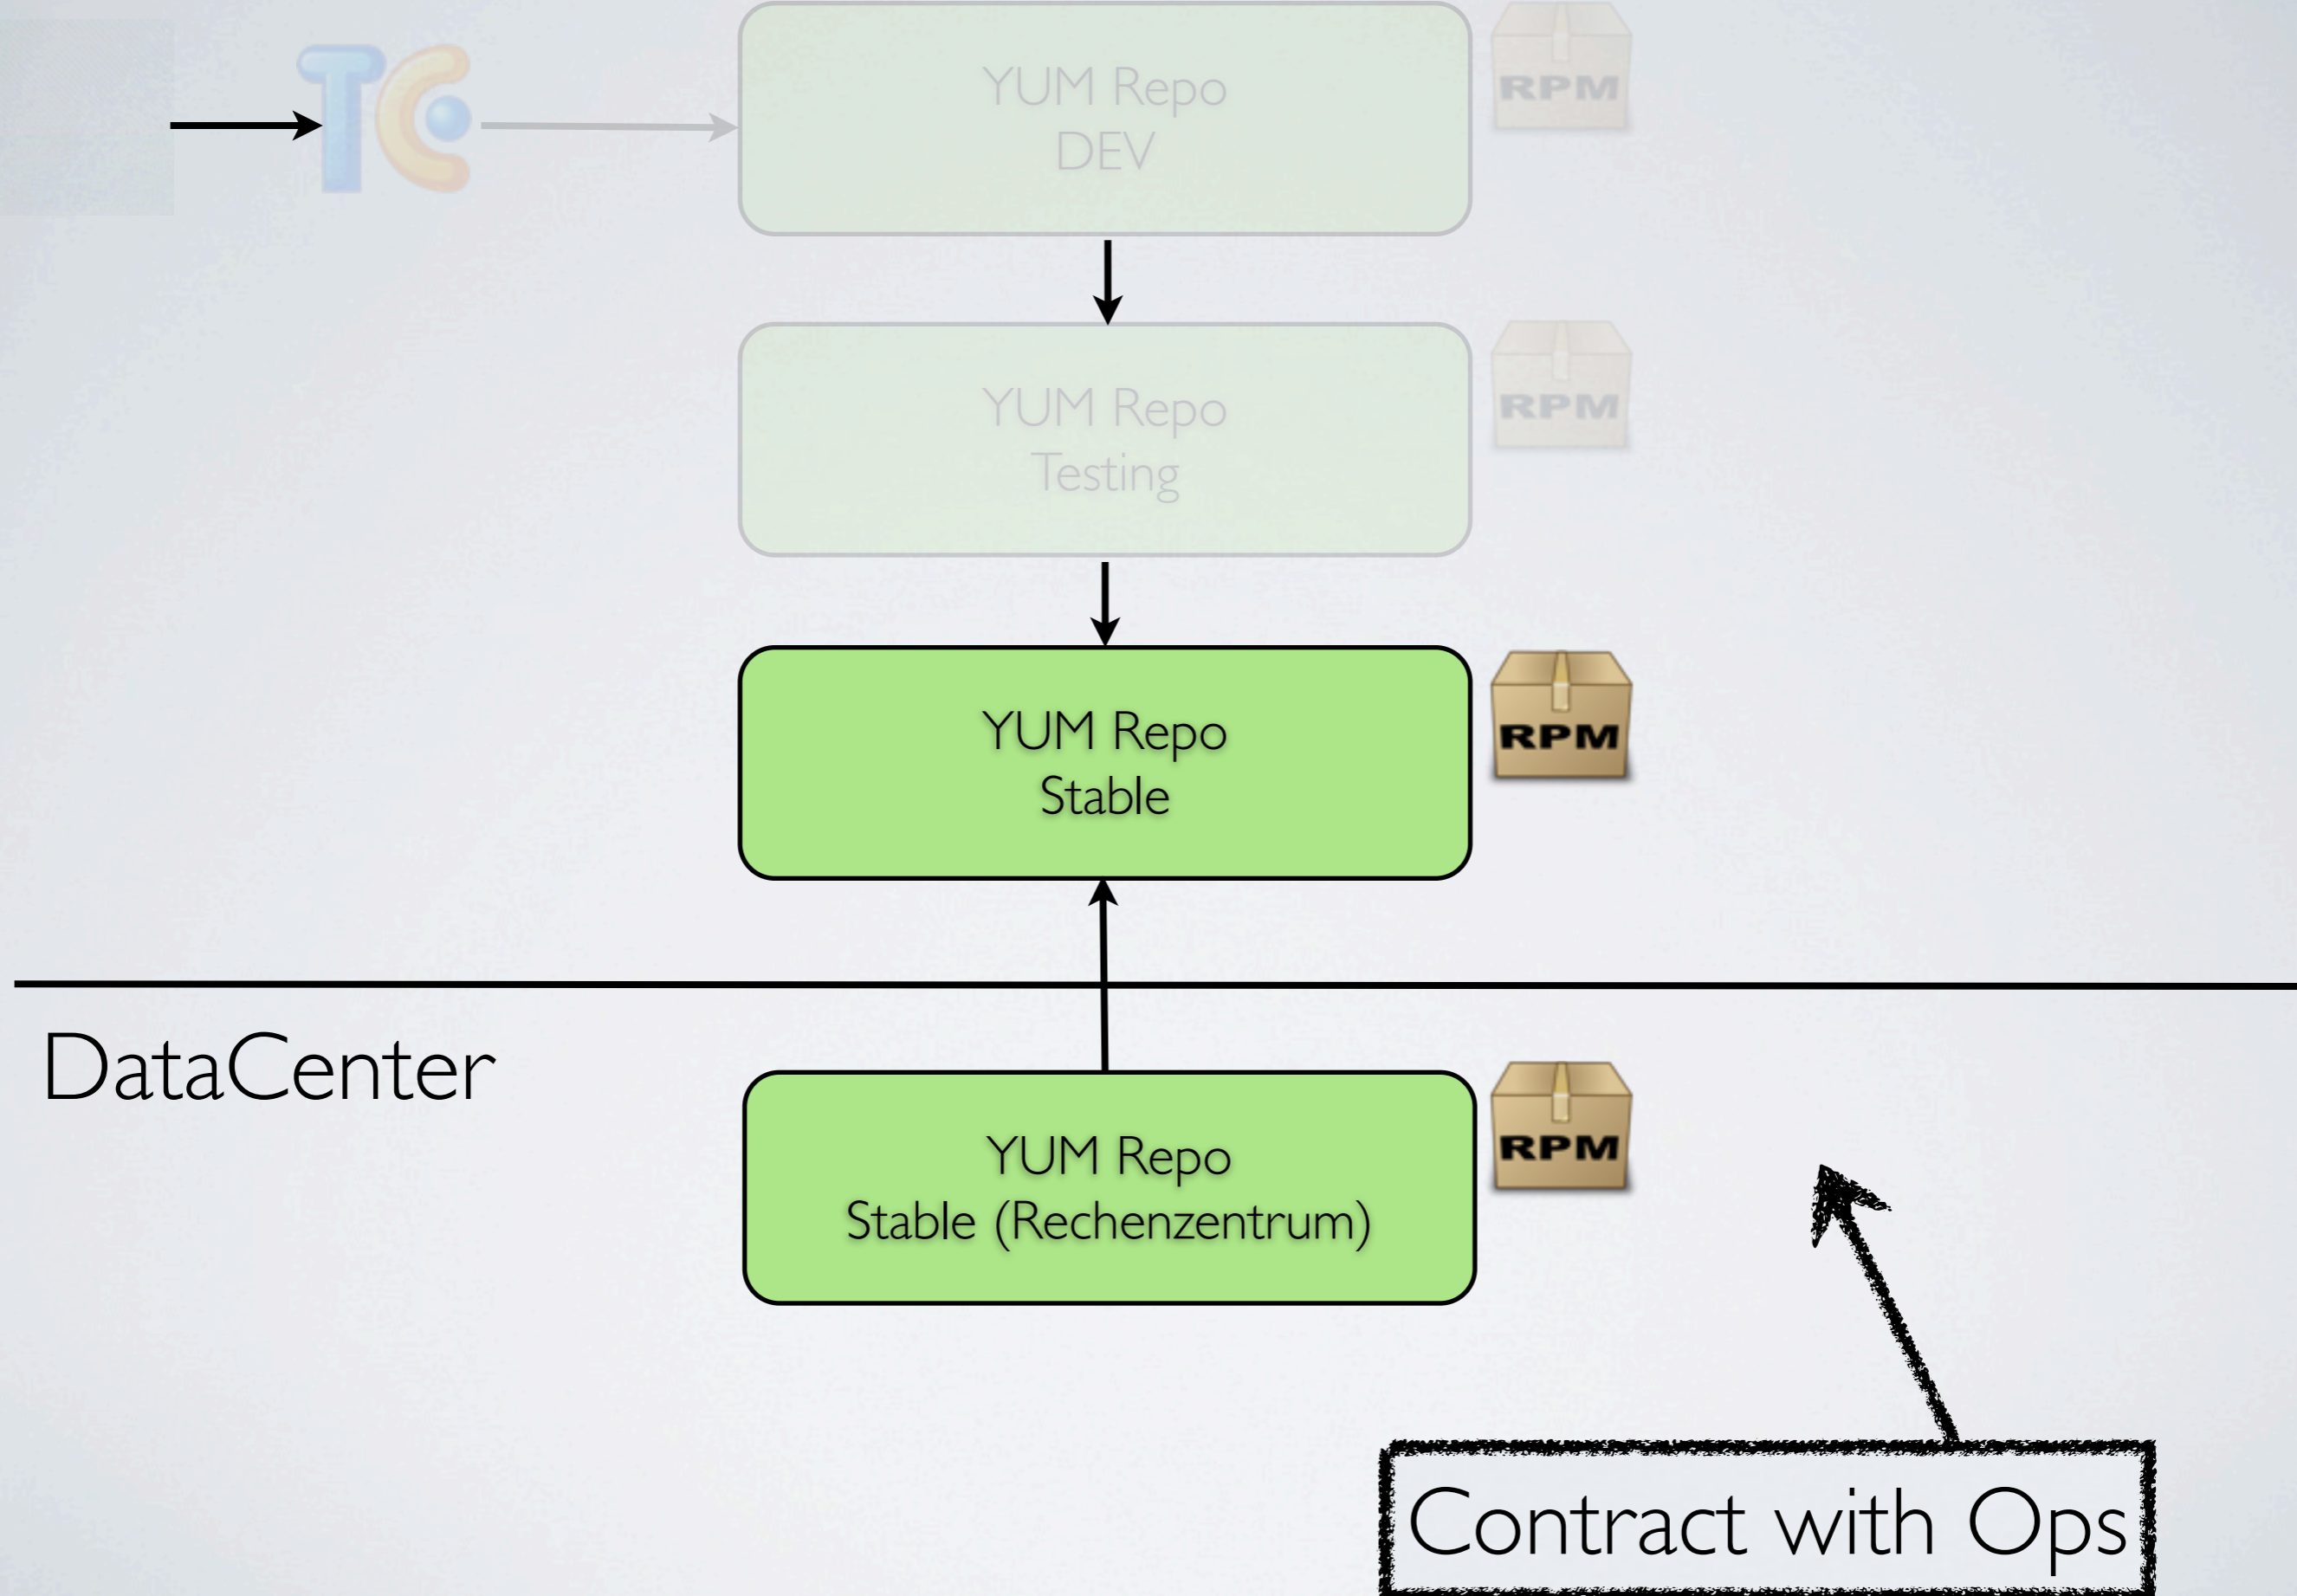 TC
YUM Repo
DEV
RPM
YUM Repo
Testing
RPM
YUM Repo
Stable
RPM
DataCenter
YUM Repo
Stable (Rechenzentrum)
RPM
Contract with Ops